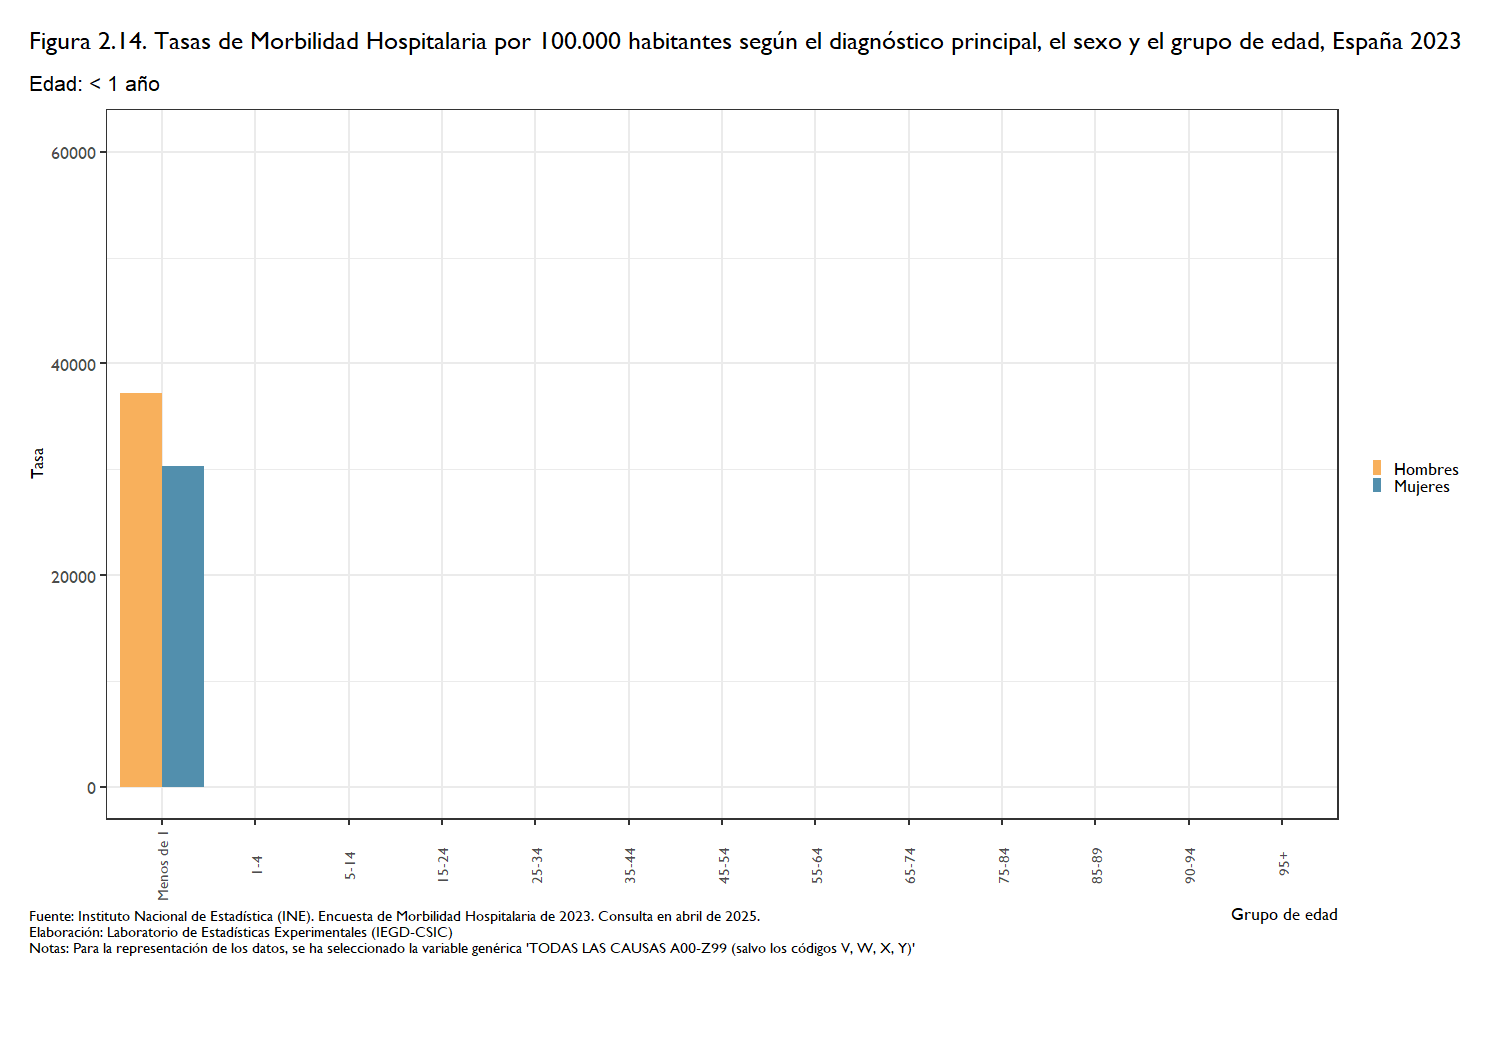 Figura 2.14. Tasas de Morbilidad Hospitalaria por 100.000 habitantes según el diagnóstico principal, el sexo y el grupo de edad, España 2023
Edad: < 1 año
60000
40000
20000
0
Tasa
Hombres
Mujeres
Menos de 1
1-4
5-14
15-24
25-34
35-44
45-54
55-64
65-74
75-84
85-89
90-94
95+
Grupo de edad
Fuente: Instituto Nacional de Estadística (INE). Encuesta de Morbilidad Hospitalaria de 2023. Consulta en abril de 2025.
Elaboración: Laboratorio de Estadísticas Experimentales (IEGD-CSIC)
Notas: Para la representación de los datos, se ha seleccionado la variable genérica 'TODAS LAS CAUSAS A00-Z99 (salvo los códigos V, W, X, Y)'